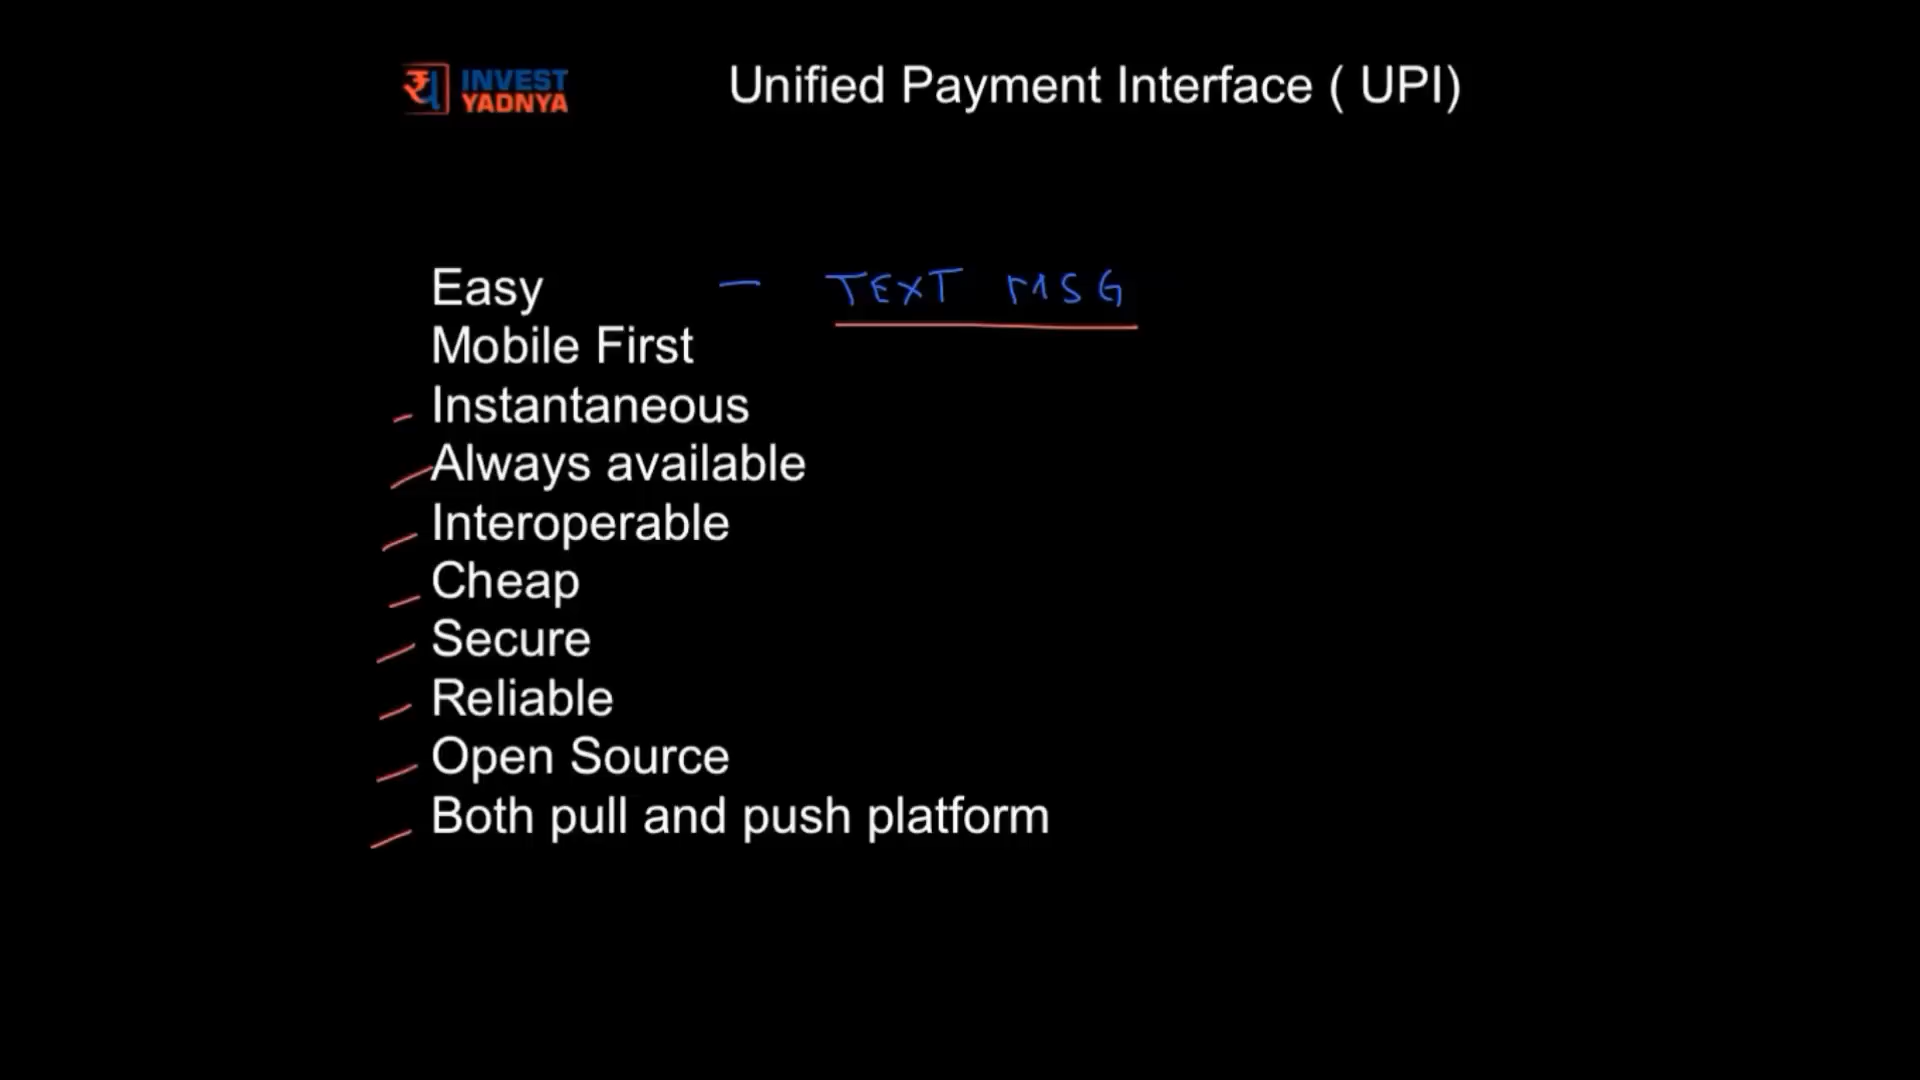 INVEST
YADNYA
Unified Payment Interface ( UPI)
Easy - TEXT MSG
Mobile First
Instantaneous
Always available
Interoperable
Cheap
Secure
Reliable
Open Source
Both pull and push platform